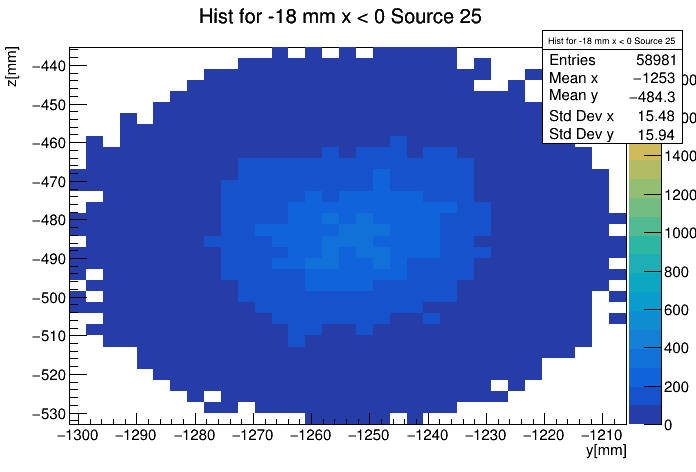 Hist for -18 mm x < 0 Source 25
z[mm]
Hist for -18 mm x < 0 Source 25
Entries 58981
Mean x −1253
Mean y −484.3
Std Dev x 15.48
Std Dev y 15.94
−440
−450
−460
−470
−480
−490
−500
−510
−520
−530
1400
1200
1000
800
600
400
200
0
−1300 −1290 −1280 −1270 −1260 −1250 −1240 −1230 −1220 −1210
y[mm]